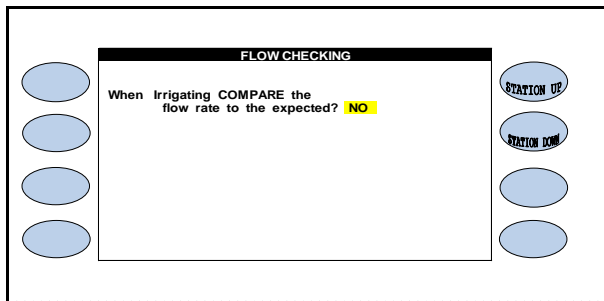 FLOW CHECKING
When Irrigating COMPARE the
flow rate to the expected? NO
STATION UP
STATION DOWN